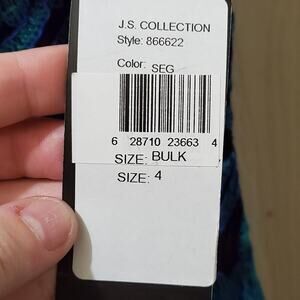 J.S. COLLECTION
Style: 866622
Color: SEG
6 28710 23663 4
SIZE: BULK
SIZE: 4